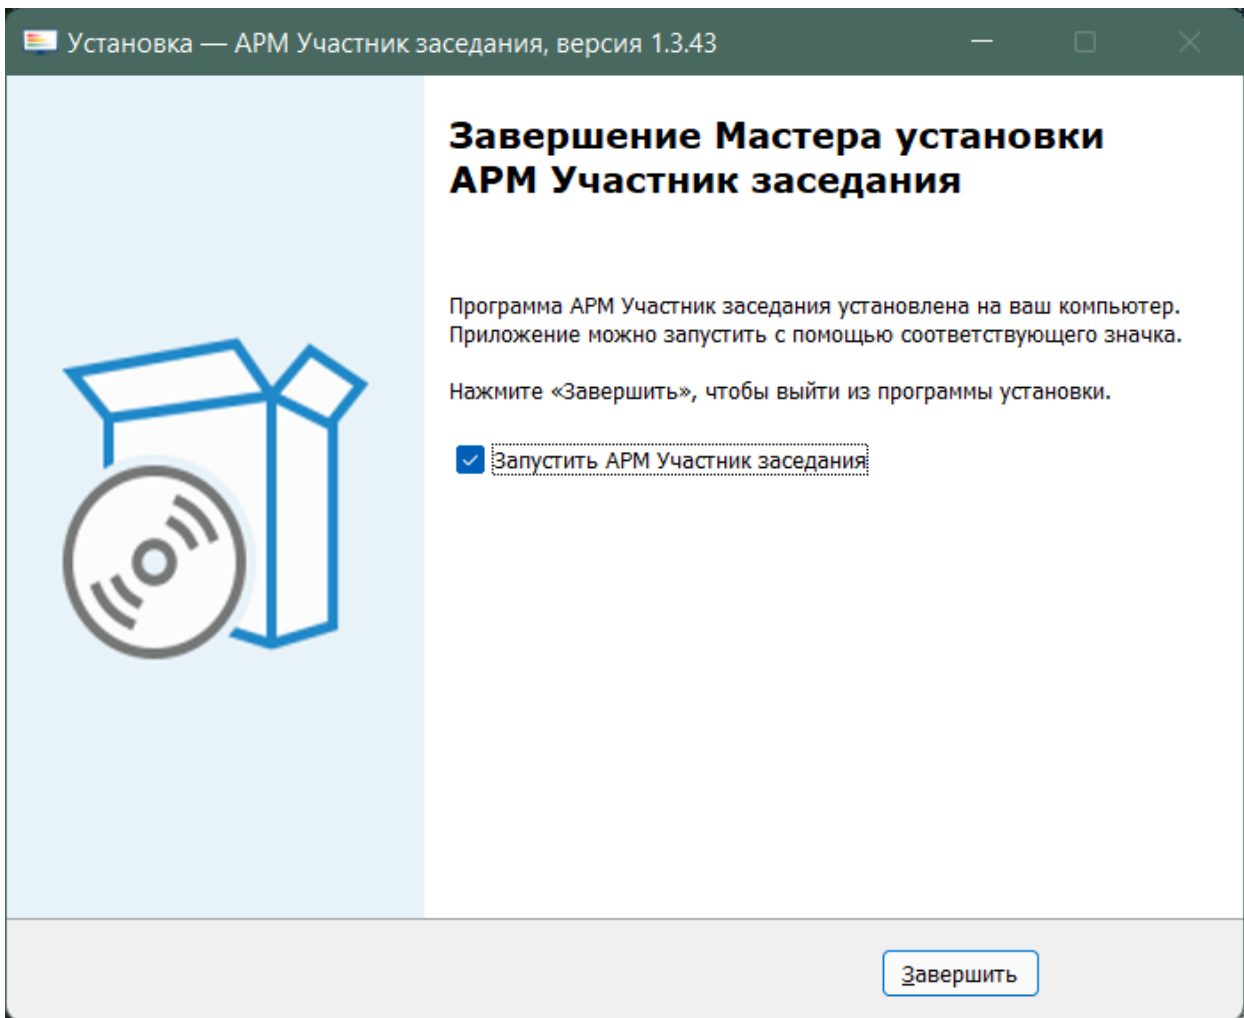 Установка — АРМ Участник заседания, версия 1.3.43
Завершение Мастера установки
АРМ Участник заседания
Программа АРМ Участник заседания установлена на ваш компьютер.
Приложение можно запустить с помощью соответствующего значка.
Нажмите «Завершить», чтобы выйти из программы установки.
Запустить АРМ Участник заседания
Завершить